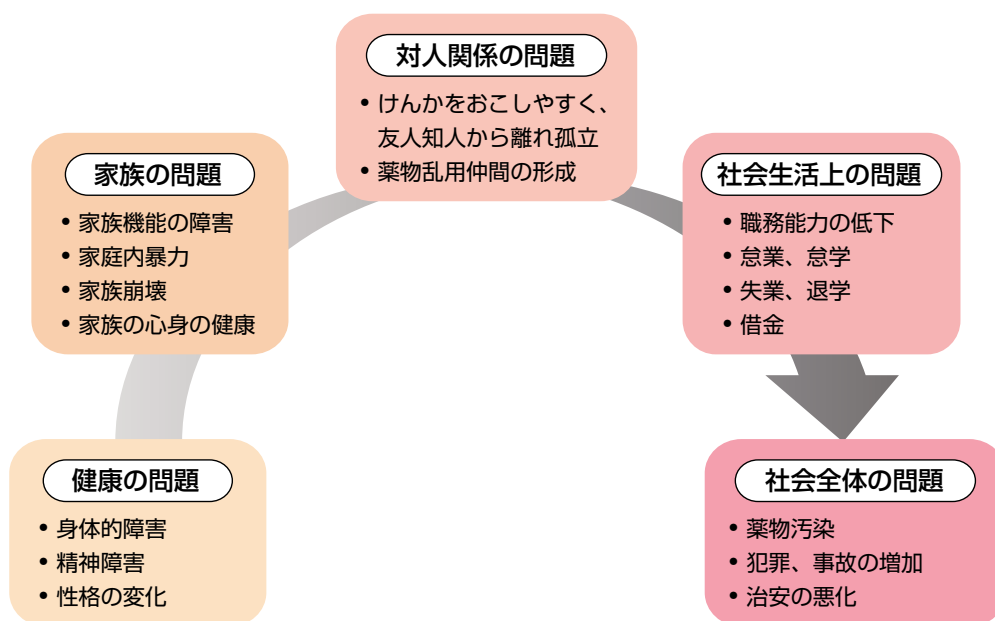 対人関係の問題
• けんかをおこしやすく、
友人知人から離れ孤立
• 薬物乱用仲間の形成
家族の問題
• 家族機能の障害
• 家庭内暴力
• 家族崩壊
• 家族の心身の健康
社会生活上の問題
• 職務能力の低下
• 怠業、怠学
• 失業、退学
• 借金
健康の問題
• 身体的障害
• 精神障害
• 性格の変化
社会全体の問題
• 薬物汚染
• 犯罪、事故の増加
• 治安の悪化